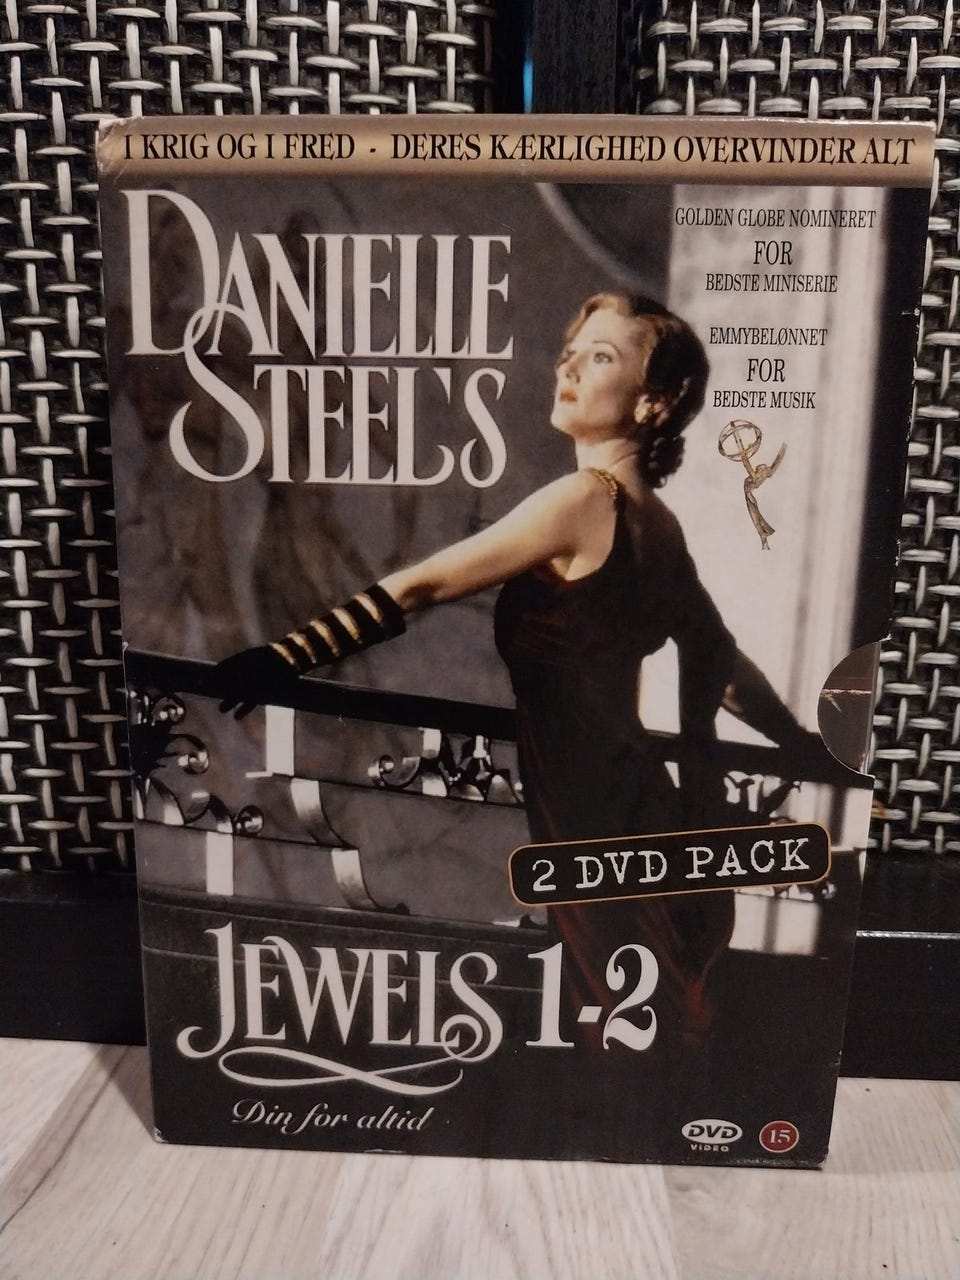 I KRIG OG I FRED - DERES KÆRLIGHED OVERVINDER ALT
DANIELLE
STEEL'S
GOLDEN GLOBE NOMINERET
FOR
BEDSTE MINISERIE
EMMYBELØNNET
FOR
BEDSTE MUSIK
2 DVD PACK
JEWELS 1-2
Din for altid
DVD
VIDEO
15